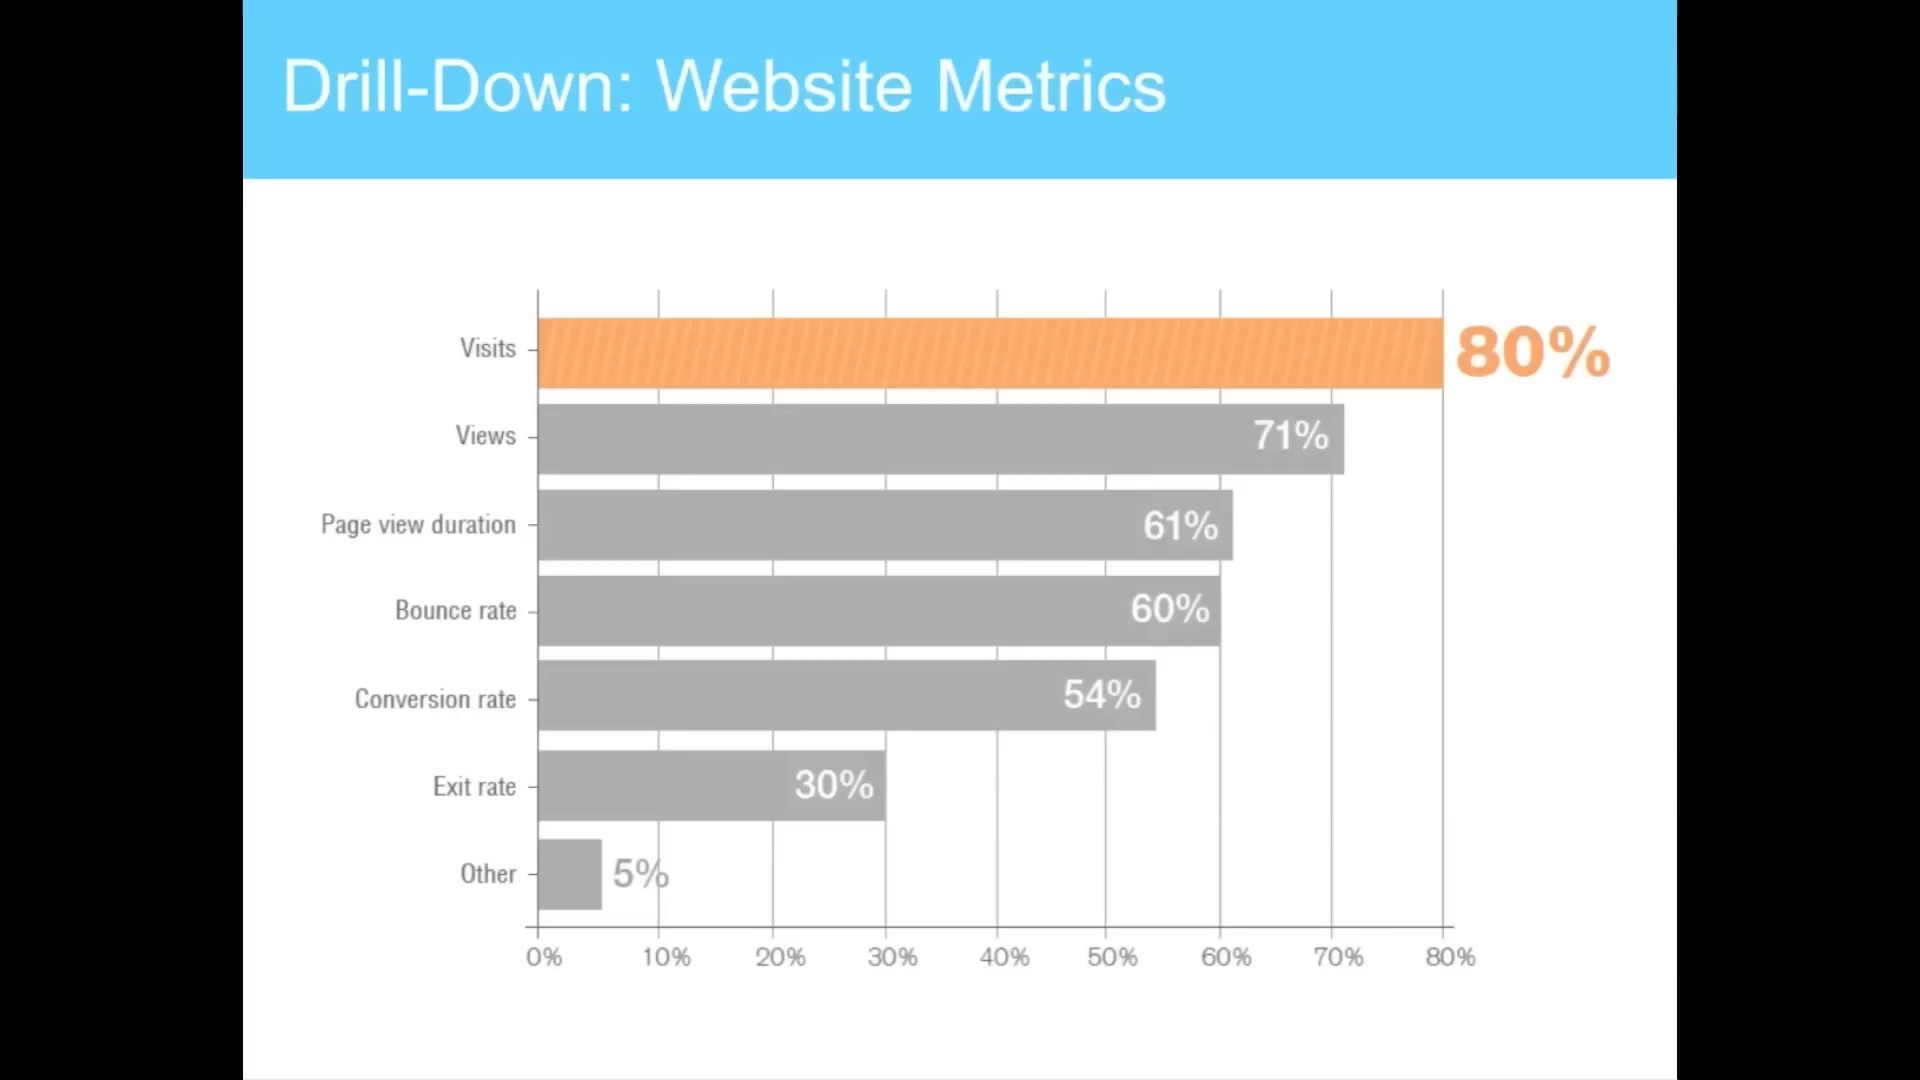 Drill-Down: Website Metrics
Visits 80%
Views 71%
Page view duration 61%
Bounce rate 60%
Conversion rate 54%
Exit rate 30%
Other 5%
0% 10% 20% 30% 40% 50% 60% 70% 80%